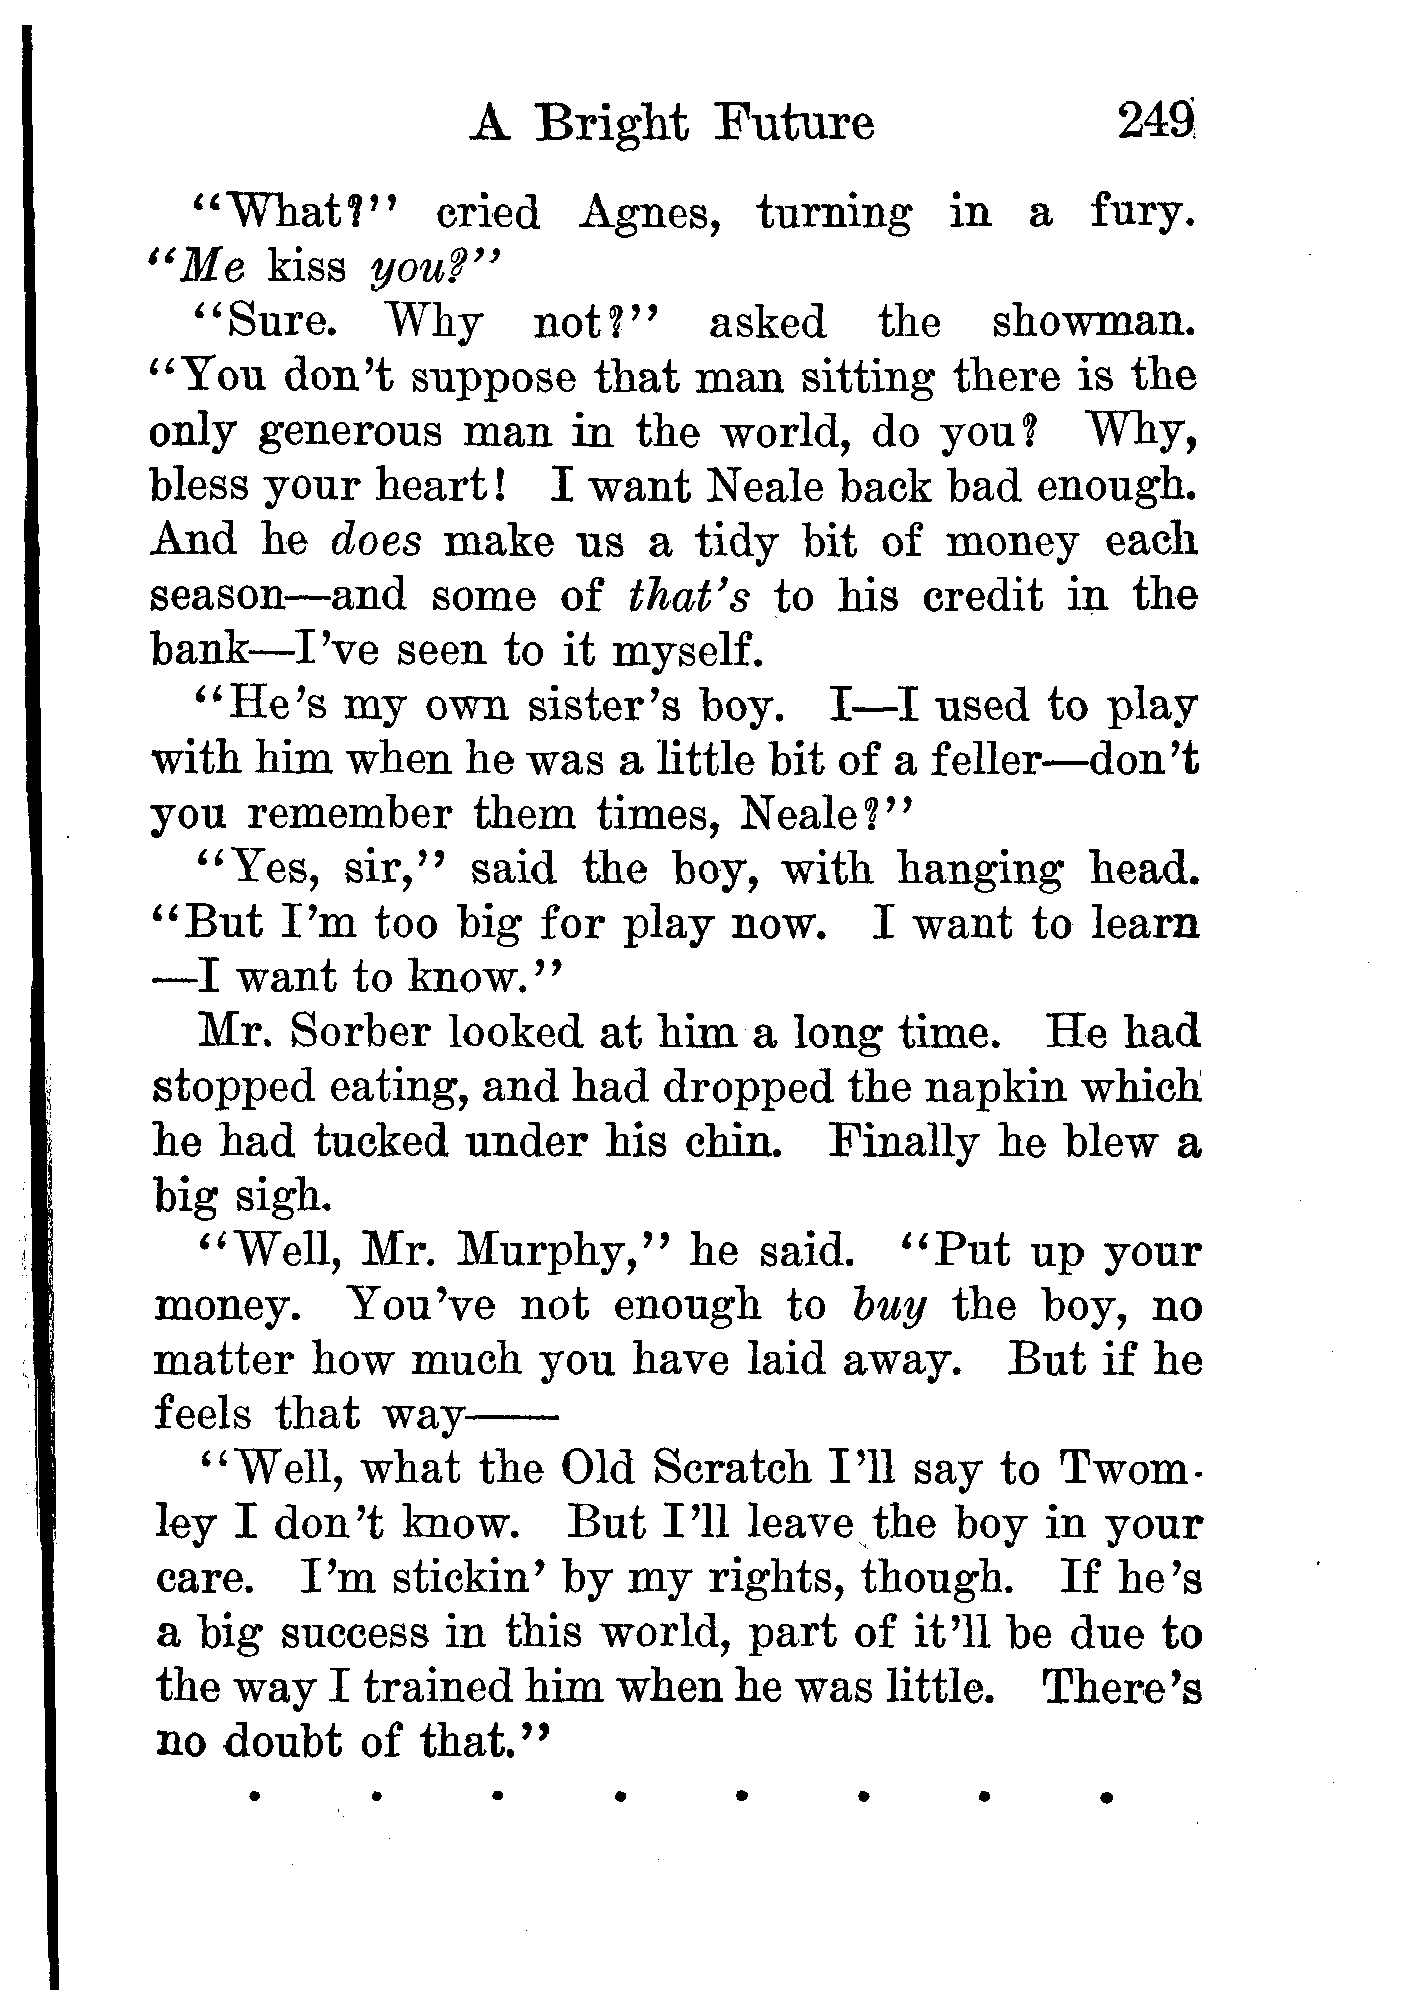 A Bright Future 249
"What?" cried Agnes, turning in a fury.
"Me kiss you?"
"Sure. Why not?" asked the showman.
"You don't suppose that man sitting there is the
only generous man in the world, do you? Why,
bless your heart! I want Neale back bad enough.
And he does make us a tidy bit of money each
season—and some of that's to his credit in the
bank—I've seen to it myself.
"He's my own sister's boy. I—I used to play
with him when he was a little bit of a feller—don't
you remember them times, Neale?"
"Yes, sir," said the boy, with hanging head.
"But I'm too big for play now. I want to learn
—I want to know."
Mr. Sorber looked at him a long time. He had
stopped eating, and had dropped the napkin which
he had tucked under his chin. Finally he blew a
big sigh.
"Well, Mr. Murphy," he said. "Put up your
money. You've not enough to buy the boy, no
matter how much you have laid away. But if he
feels that way——
"Well, what the Old Scratch I'll say to Twom-
ley I don't know. But I'll leave the boy in your
care. I'm stickin' by my rights, though. If he's
a big success in this world, part of it'll be due to
the way I trained him when he was little. There's
no doubt of that."
. . . . . . . .